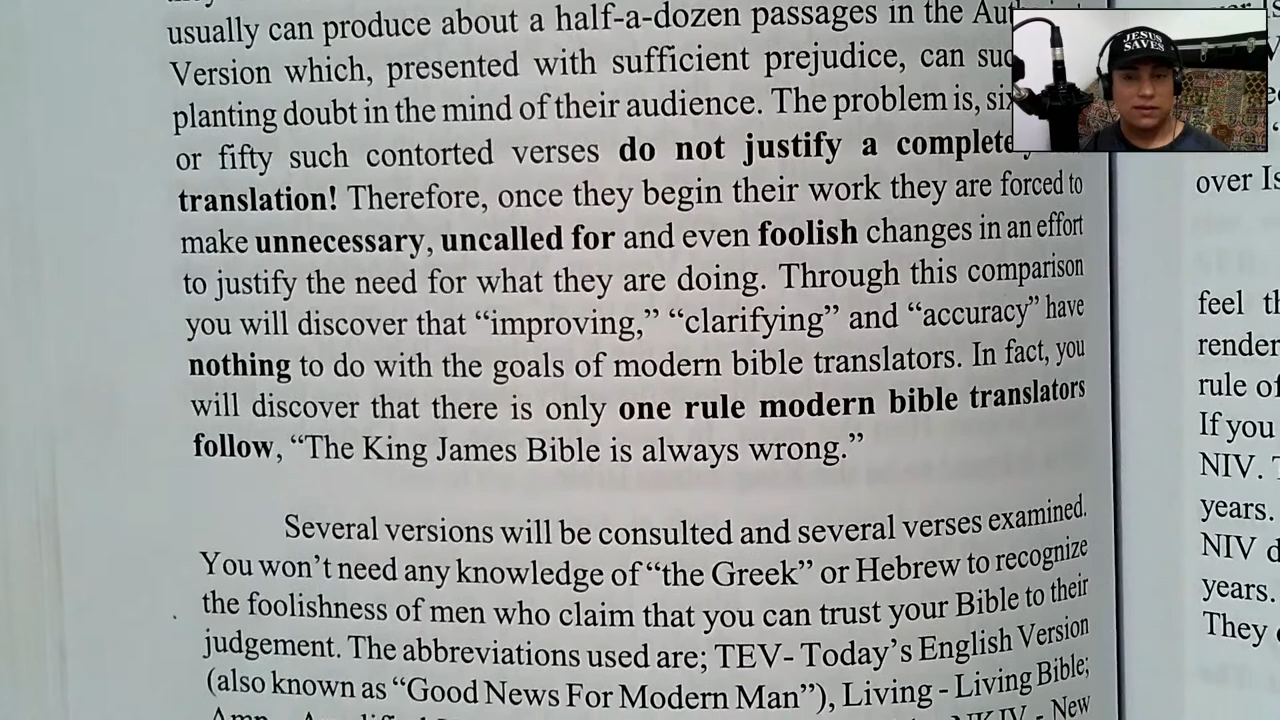 usually can produce about a half-a-dozen passages in the
Version which, presented with sufficient prejudice, can
planting doubt in the mind of their audience. The problem is,
or fifty such contorted verses do not justify a
translation! Therefore, once they begin their work they are forced to
make unnecessary, uncalled for and even foolish changes in an effort
to justify the need for what they are doing. Through this comparison
you will discover that “improving,” “clarifying” and “accuracy” have
nothing to do with the goals of modern bible translators. In fact, you
will discover that there is only one rule modern bible translators
follow, “The King James Bible is always wrong.”
Several versions will be consulted and several verses examined.
You won’t need any knowledge of “the Greek” or Hebrew to recognize
the foolishness of men who claim that you can trust your Bible to their
judgement. The abbreviations used are; TEV- Today’s English Version
(also known as “Good News For Modern Man”), Living - Living Bible;
NKJV - New
JESUS
SAVES
over
feel
rule of
If you
NIV.
years.
NIV
years.
They